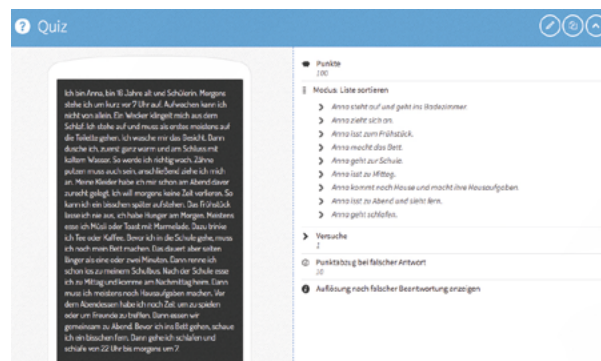 Quiz
Ich bin Anna, bin 16 Jahre alt und Schülerin. Morgens
stehe ich um kurz vor 7 Uhr auf. Aufwachen kann ich
nicht von allein. Ein Wecker klingelt mich aus dem
Schlaf. Ich stehe auf und muss als erstes meistens auf
die Toilette gehen. Ich wasche mir das Gesicht. Dann
dusche ich, zuerst ganz warm und am Schluss mit
kaltem Wasser. So werde ich richtig wach. Zähne
putzen muss auch sein, anschließend ziehe ich mich
an. Meine Kleider habe ich mir schon am Abend davor
zurecht gelegt. Ich will morgens keine Zeit verlieren. So
kann ich ein bisschen später aufstehen. Das Frühstück
lasse ich nie aus, ich habe Hunger am Morgen. Meistens
esse ich Müsli oder Toast mit Marmelade. Dazu trinke
ich Tee oder Kaffee. Bevor ich in die Schule gehe, muss
ich noch mein Bett machen. Das dauert aber selten
länger als eine oder zwei Minuten. Dann renne ich
schon los zu meinem Schulbus. Nach der Schule esse
ich zu Mittag und komme am Nachmittag heim. Dann
muss ich meistens noch Hausaufgaben machen. Vor
dem Abendessen habe ich noch Zeit, um zu spielen
oder um Freunde zu treffen. Dann essen wir
gemeinsam zu Abend. Bevor ich ins Bett gehen, schaue
ich ein bisschen fern. Dann gehe ich schlafen und
schlafe von 22 Uhr bis morgens um 7.
Punkte
100
Modus: Liste sortieren
Anna steht auf und geht ins Badezimmer.
Anna zieht sich an.
Anna isst zum Frühstück.
Anna macht das Bett.
Anna geht zur Schule.
Anna isst zu Mittag.
Anna kommt nach Hause und macht ihre Hausaufgaben.
Anna isst zu Abend und sieht fern.
Anna geht schlafen.
Versuche
1
Punktabzug bei falscher Antwort
50
Auflösung nach falscher Beantwortung anzeigen